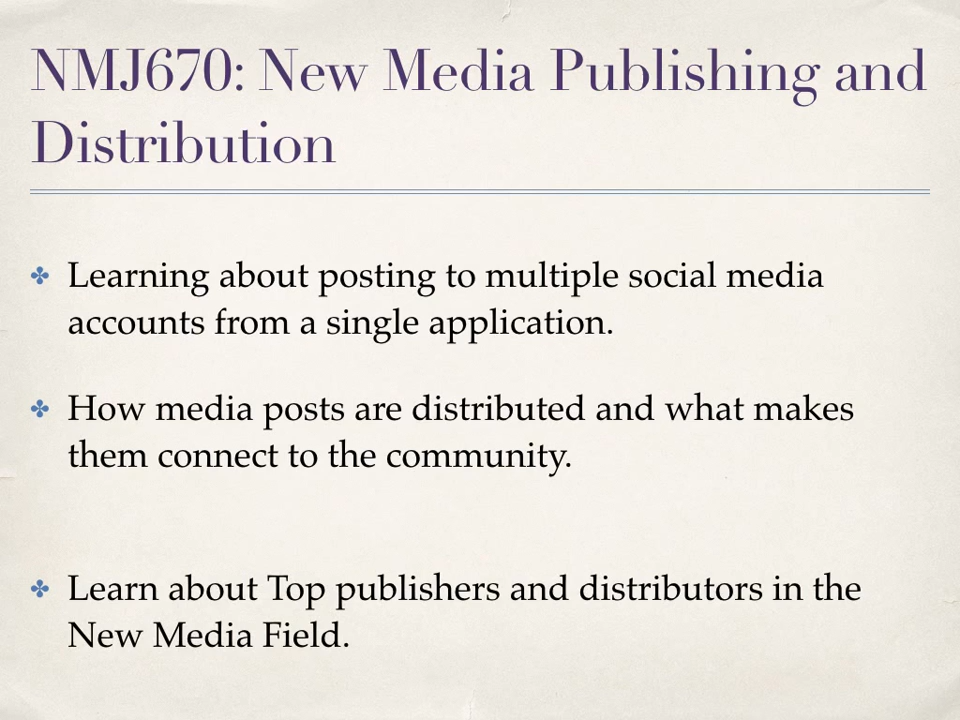 NMJ670: New Media Publishing and
Distribution
Learning about posting to multiple social media
accounts from a single application.
How media posts are distributed and what makes
them connect to the community.
Learn about Top publishers and distributors in the
New Media Field.